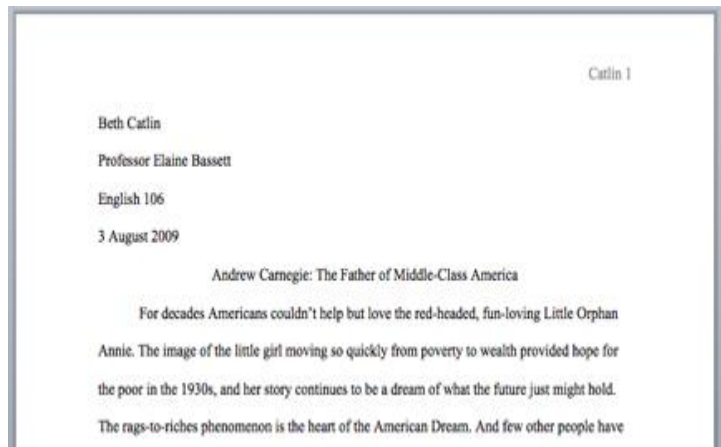 Catlin 1
Beth Catlin
Professor Elaine Bassett
English 106
3 August 2009
Andrew Carnegie: The Father of Middle-Class America
For decades Americans couldn't help but love the red-headed, fun-loving Little Orphan
Annie. The image of the little girl moving so quickly from poverty to wealth provided hope for
the poor in the 1930s, and her story continues to be a dream of what the future just might hold.
The rags-to-riches phenomenon is the heart of the American Dream. And few other people have